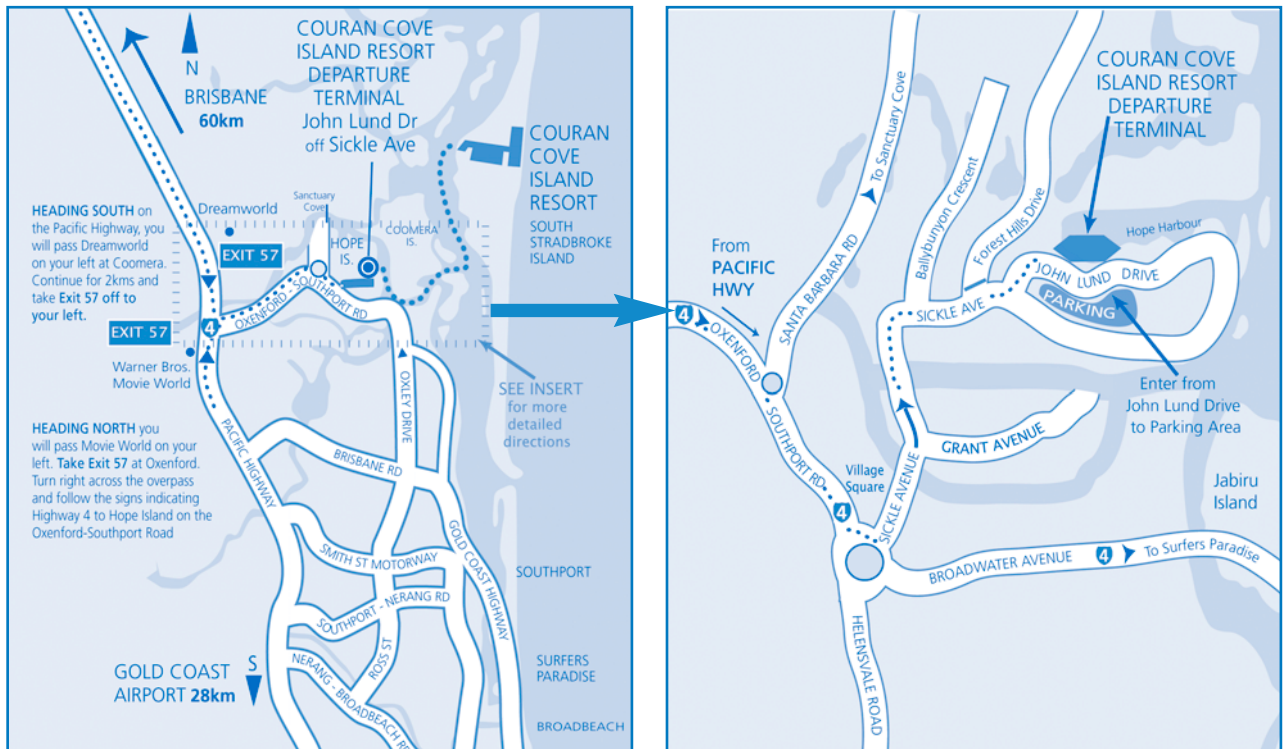 N
BRISBANE
60km
COURAN COVE
ISLAND RESORT
DEPARTURE
TERMINAL
John Lund Dr
off Sickle Ave
COURAN
COVE
ISLAND
RESORT
SOUTH
STRADBROKE
ISLAND
HEADING SOUTH on
the Pacific Highway, you
will pass Dreamworld
on your left at Coomera.
Continue for 2kms and
take Exit 57 off to
your left.
Dreamworld
EXIT 57
Sanctuary
Cove
HOPE
IS.
COOMERA
IS.
4
OXENFORD - SOUTHPORT RD
EXIT 57
Warner Bros.
Movie World
SEE INSERT
for more
detailed
directions
HEADING NORTH you
will pass Movie World on your
left. Take Exit 57 at Oxenford.
Turn right across the overpass
and follow the signs indicating
Highway 4 to Hope Island on the
Oxenford-Southport Road
PACIFIC HIGHWAY
OXLEY DRIVE
BRISBANE RD
SMITH ST MOTORWAY
GOLD COAST HIGHWAY
SOUTHPORT
SOUTHPORT - NERANG RD
ROSS ST
NERANG - BROADBEACH RD
SURFERS
PARADISE
BROADBEACH
GOLD COAST
AIRPORT 28km
S
COURAN COVE
ISLAND RESORT
DEPARTURE
TERMINAL
To Sanctuary Cove
SANTA BARBARA RD
Ballybunyon Crescent
Forest Hills Drive
Hope Harbour
From
PACIFIC
HWY
4
OXENFORD
SOUTHPORT RD
JOHN LUND DRIVE
PARKING
SICKLE AVE
Enter from
John Lund Drive
to Parking Area
GRANT AVENUE
Village
Square
SICKLE AVENUE
4
Jabiru
Island
BROADWATER AVENUE 4 To Surfers Paradise
HELENSVALE ROAD